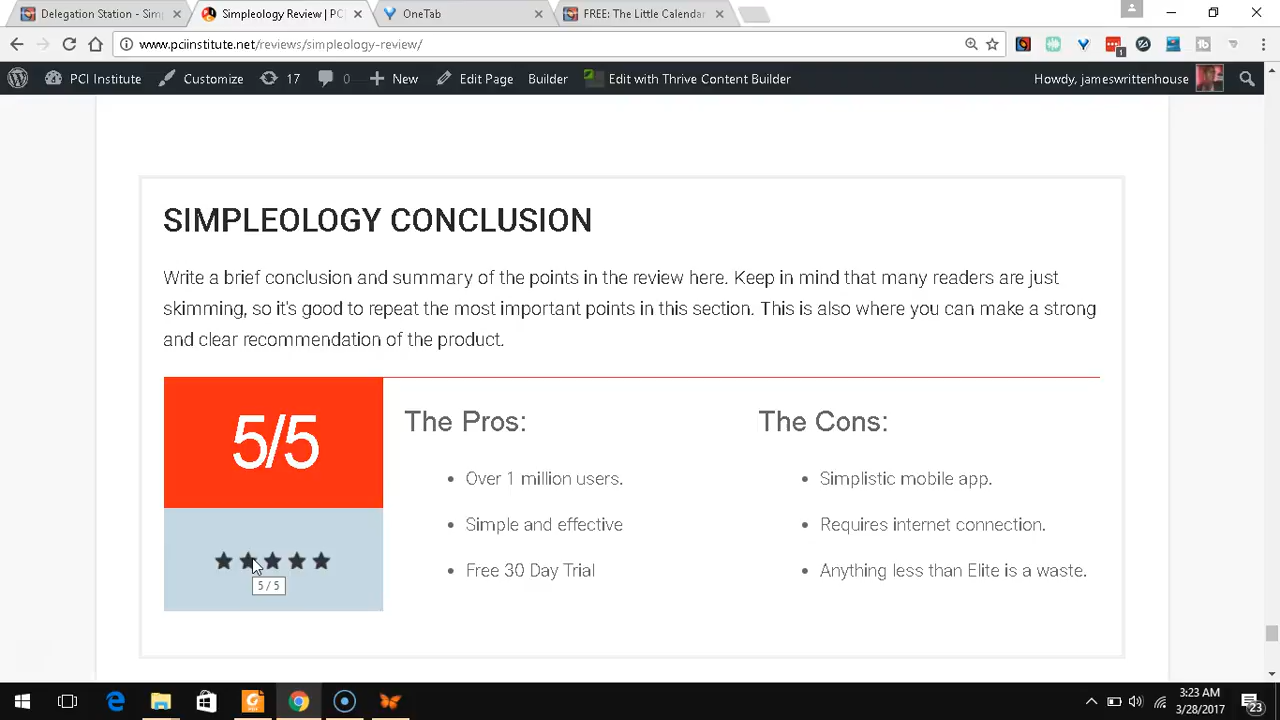 Delegation Station - Sim
Simpleology Review | PC
OneTab
FREE: The Little Calendar
www.pciinstitute.net/reviews/simpleology-review/
1
PCI Institute
Customize
17
0
New
Edit Page
Builder
Edit with Thrive Content Builder
Howdy, jameswrittenhouse
SIMPLEOLOGY CONCLUSION
Write a brief conclusion and summary of the points in the review here. Keep in mind that many readers are just
skimming, so it's good to repeat the most important points in this section. This is also where you can make a strong
and clear recommendation of the product.
5/5
5 / 5
The Pros:
• Over 1 million users.
• Simple and effective
• Free 30 Day Trial
The Cons:
• Simplistic mobile app.
• Requires internet connection.
• Anything less than Elite is a waste.
3:23 AM
3/28/2017
23